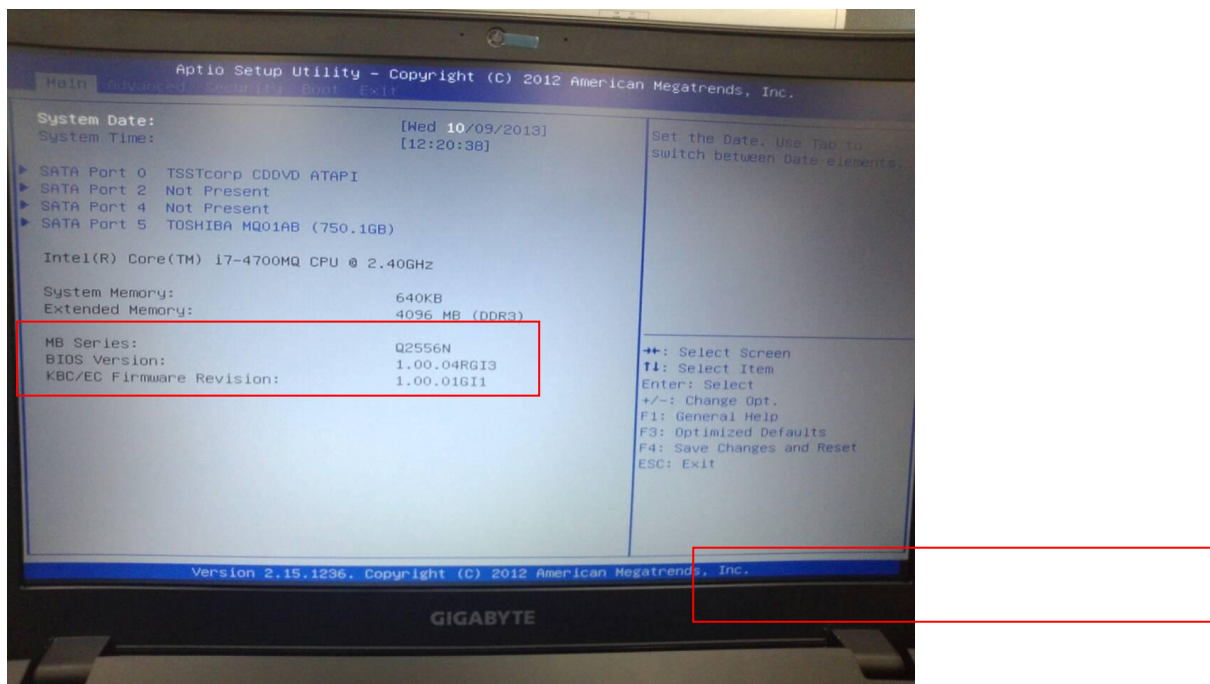 Aptio Setup Utility – Copyright (C) 2012 American Megatrends, Inc.
Main Advanced Security Boot Exit
System Date: [Wed 10/09/2013]
System Time: [12:20:38]
SATA Port 0 TSSTcorp CDDVD ATAPI
SATA Port 2 Not Present
SATA Port 4 Not Present
SATA Port 5 TOSHIBA MQ01AB (750.1GB)
Intel(R) Core(TM) i7-4700MQ CPU @ 2.40GHz
System Memory: 640KB
Extended Memory: 4096 MB (DDR3)
MB Series: Q2556N
BIOS Version: 1.00.04RGI3
KBC/EC Firmware Revision: 1.00.01GI1
Set the Date. Use Tab to
switch between Date elements.
→←: Select Screen
↑↓: Select Item
Enter: Select
+/-: Change Opt.
F1: General Help
F3: Optimized Defaults
F4: Save Changes and Reset
ESC: Exit
Version 2.15.1236. Copyright (C) 2012 American Megatrends, Inc.
GIGABYTE